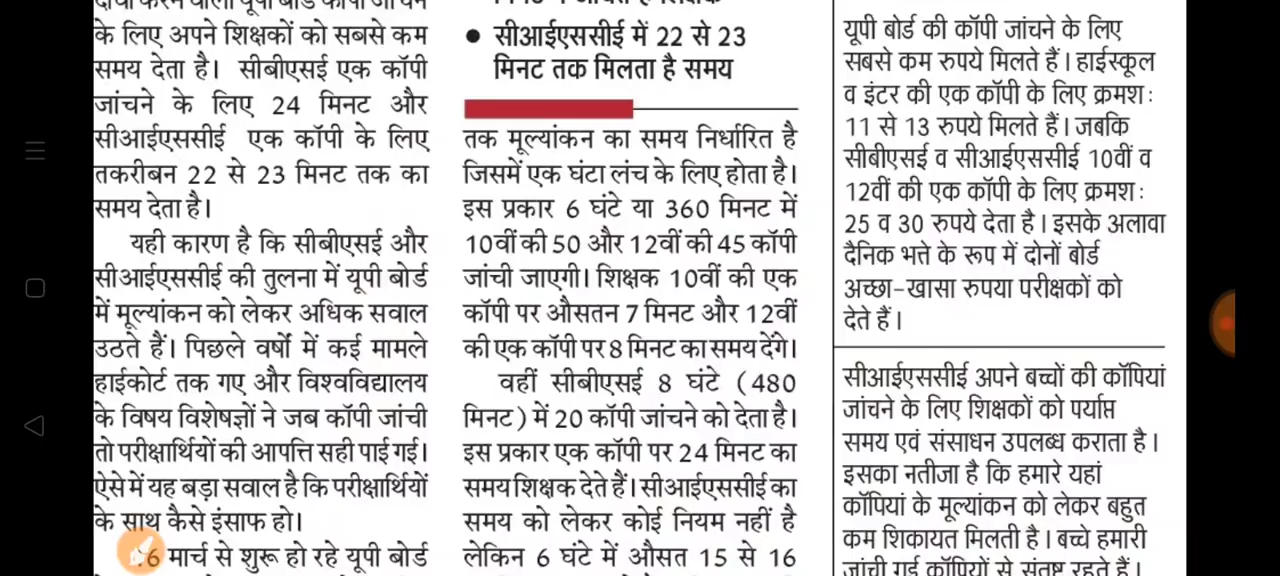 के लिए अपने शिक्षकों को सबसे कम
समय देता है। सीबीएसई एक कॉपी
जांचने के लिए 24 मिनट और
सीआईएससीई एक कॉपी के लिए
तकरीबन 22 से 23 मिनट तक का
समय देता है।
यही कारण है कि सीबीएसई और
सीआईएससीई की तुलना में यूपी बोर्ड
में मूल्यांकन को लेकर अधिक सवाल
उठते हैं। पिछले वर्षों में कई मामले
हाईकोर्ट तक गए और विश्वविद्यालय
के विषय विशेषज्ञों ने जब कॉपी जांची
तो परीक्षार्थियों की आपत्ति सही पाई गई।
ऐसे में यह बड़ा सवाल है कि परीक्षार्थियों
के साथ कैसे इंसाफ हो।
6 मार्च से शुरू हो रहे यूपी बोर्ड
• सीआईएससीई में 22 से 23
मिनट तक मिलता है समय
तक मूल्यांकन का समय निर्धारित है
जिसमें एक घंटा लंच के लिए होता है।
इस प्रकार 6 घंटे या 360 मिनट में
10वीं की 50 और 12वीं की 45 कॉपी
जांची जाएगी। शिक्षक 10वीं की एक
कॉपी पर औसतन 7 मिनट और 12वीं
की एक कॉपी पर 8 मिनट का समय देंगे।
वहीं सीबीएसई 8 घंटे (480
मिनट) में 20 कॉपी जांचने को देता है।
इस प्रकार एक कॉपी पर 24 मिनट का
समय शिक्षक देते हैं। सीआईएससीई का
समय को लेकर कोई नियम नहीं है
लेकिन 6 घंटे में औसत 15 से 16
यूपी बोर्ड की कॉपी जांचने के लिए
सबसे कम रुपये मिलते हैं। हाईस्कूल
व इंटर की एक कॉपी के लिए क्रमश:
11 से 13 रुपये मिलते हैं। जबकि
सीबीएसई व सीआईएससीई 10वीं व
12वीं की एक कॉपी के लिए क्रमश:
25 व 30 रुपये देता है। इसके अलावा
दैनिक भत्ते के रूप में दोनों बोर्ड
अच्छा-खासा रुपया परीक्षकों को
देते हैं।
सीआईएससीई अपने बच्चों की कॉपियां
जांचने के लिए शिक्षकों को पर्याप्त
समय एवं संसाधन उपलब्ध कराता है।
इसका नतीजा है कि हमारे यहां
कॉपियां के मूल्यांकन को लेकर बहुत
कम शिकायत मिलती है। बच्चे हमारी
जांची गई कॉपियों से संतुष्ट रहते हैं।